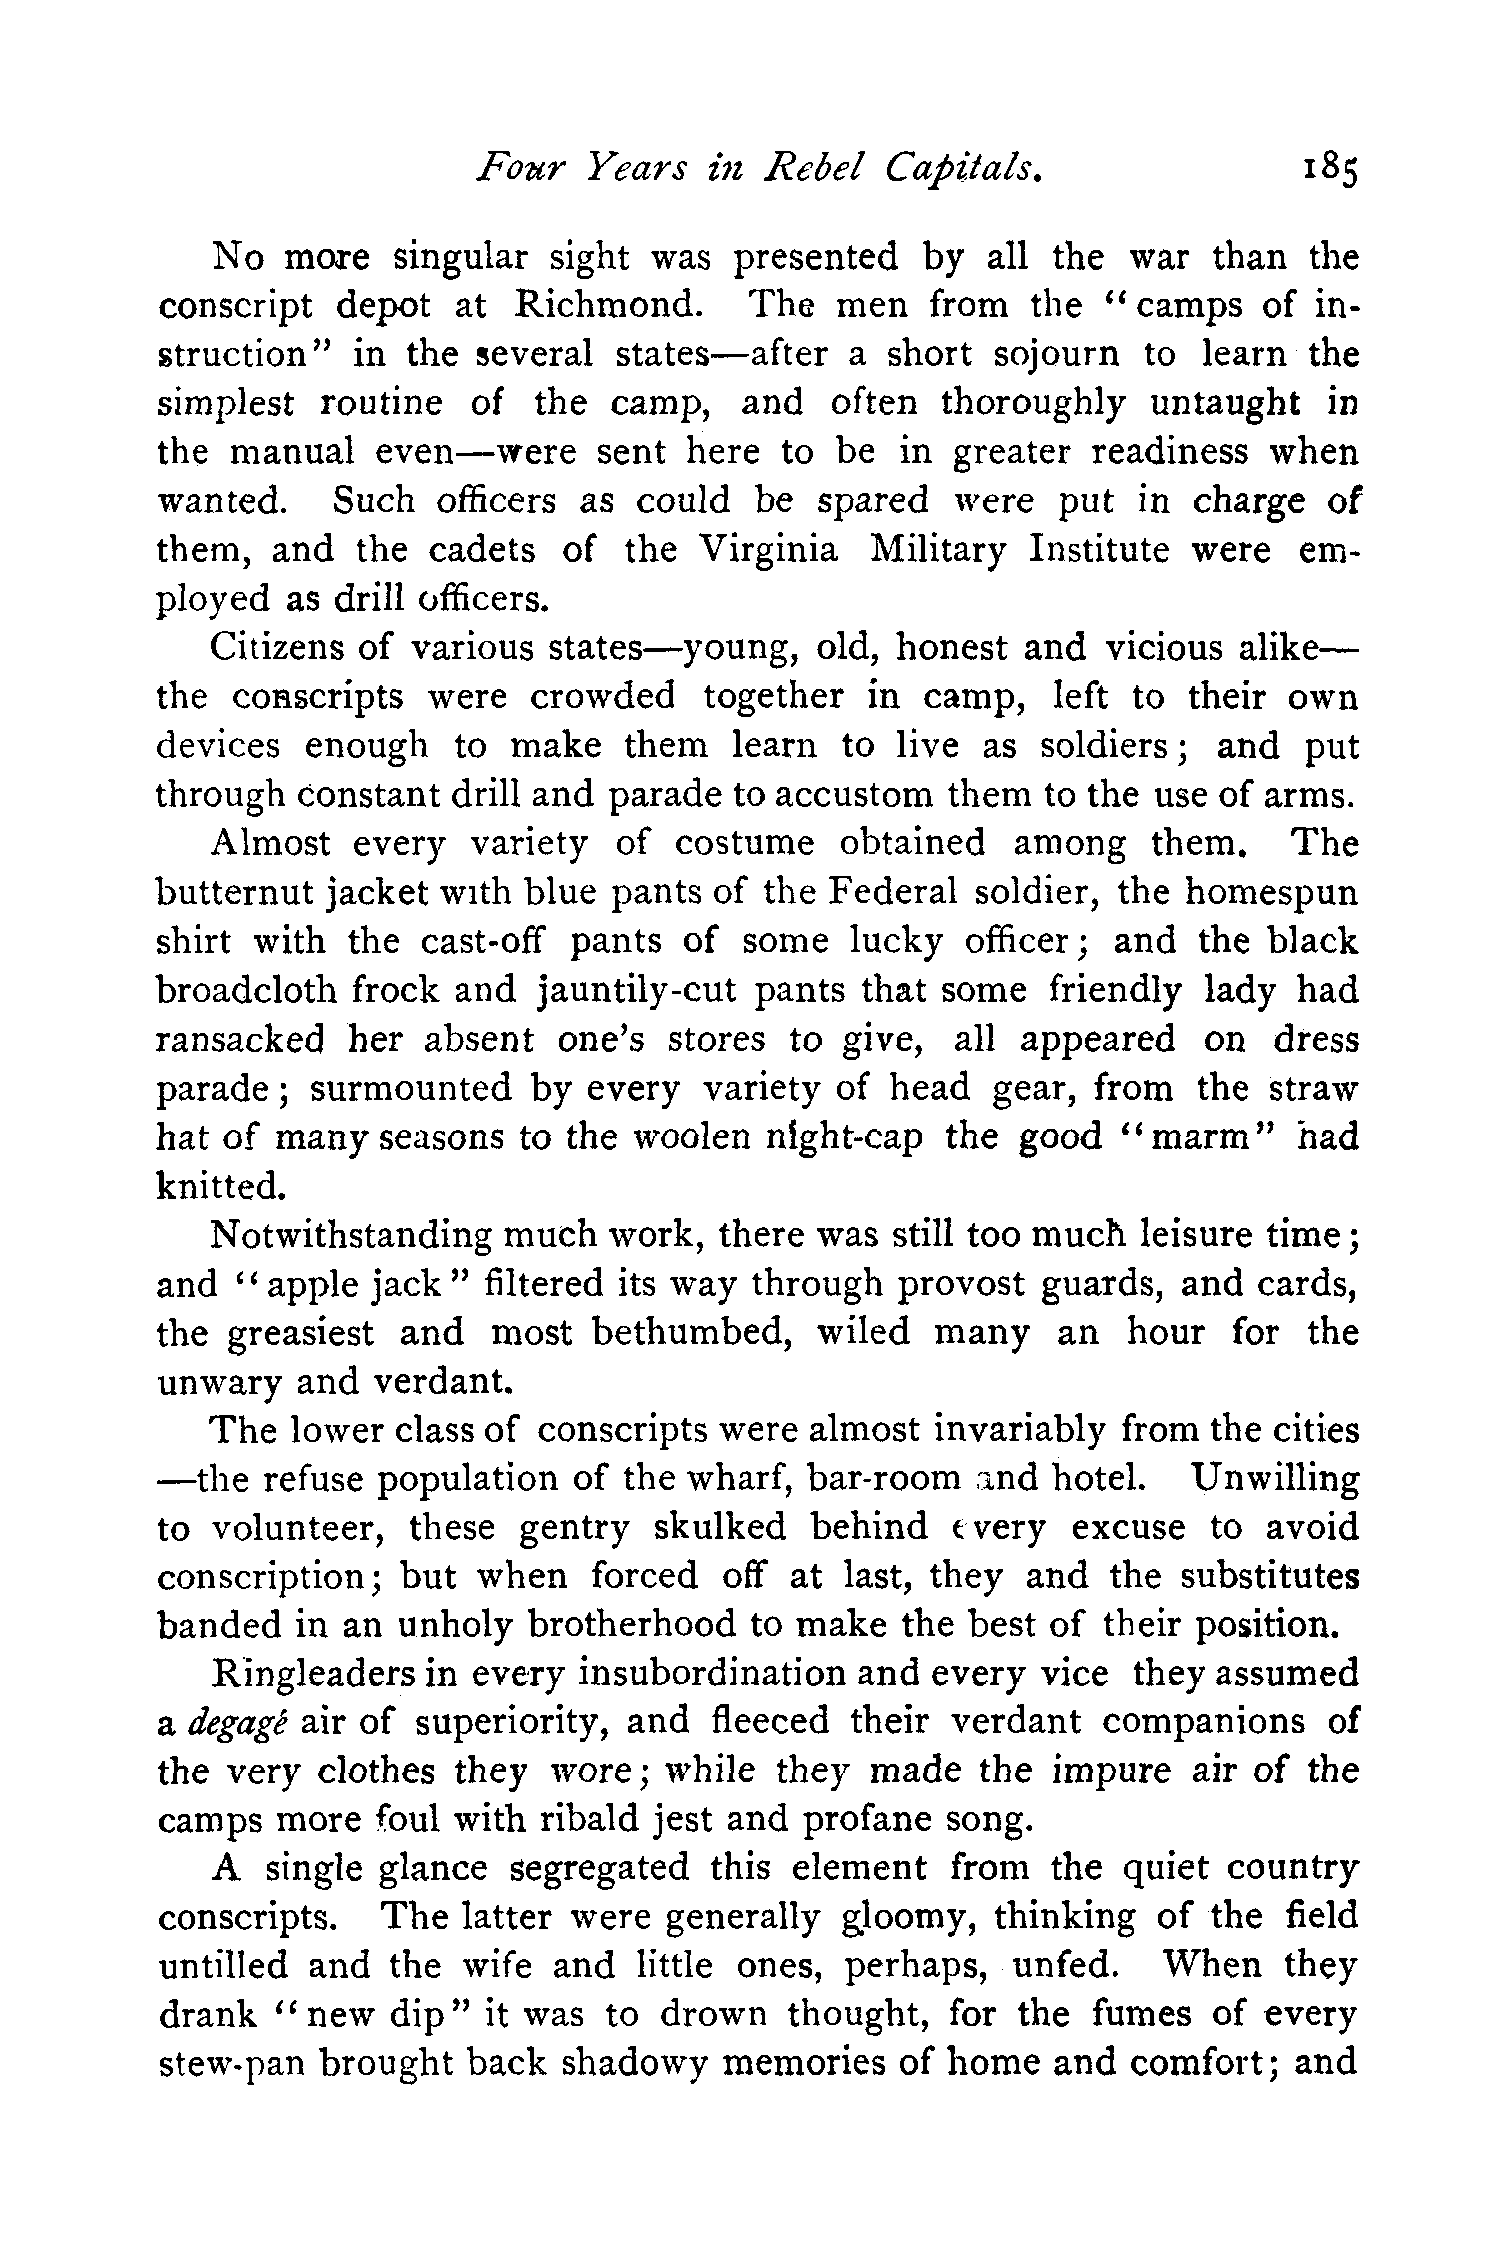 Four Years in Rebel Capitals. 185
No more singular sight was presented by all the war than the
conscript depot at Richmond. The men from the "camps of in-
struction" in the several states—after a short sojourn to learn the
simplest routine of the camp, and often thoroughly untaught in
the manual even—were sent here to be in greater readiness when
wanted. Such officers as could be spared were put in charge of
them, and the cadets of the Virginia Military Institute were em-
ployed as drill officers.
Citizens of various states—young, old, honest and vicious alike—
the conscripts were crowded together in camp, left to their own
devices enough to make them learn to live as soldiers; and put
through constant drill and parade to accustom them to the use of arms.
Almost every variety of costume obtained among them. The
butternut jacket with blue pants of the Federal soldier, the homespun
shirt with the cast-off pants of some lucky officer; and the black
broadcloth frock and jauntily-cut pants that some friendly lady had
ransacked her absent one's stores to give, all appeared on dress
parade; surmounted by every variety of head gear, from the straw
hat of many seasons to the woolen night-cap the good "marm" had
knitted.
Notwithstanding much work, there was still too much leisure time;
and "apple jack" filtered its way through provost guards, and cards,
the greasiest and most bethumbed, wiled many an hour for the
unwary and verdant.
The lower class of conscripts were almost invariably from the cities
—the refuse population of the wharf, bar-room and hotel. Unwilling
to volunteer, these gentry skulked behind every excuse to avoid
conscription; but when forced off at last, they and the substitutes
banded in an unholy brotherhood to make the best of their position.
Ringleaders in every insubordination and every vice they assumed
a degagé air of superiority, and fleeced their verdant companions of
the very clothes they wore; while they made the impure air of the
camps more foul with ribald jest and profane song.
A single glance segregated this element from the quiet country
conscripts. The latter were generally gloomy, thinking of the field
untilled and the wife and little ones, perhaps, unfed. When they
drank "new dip" it was to drown thought, for the fumes of every
stew-pan brought back shadowy memories of home and comfort; and